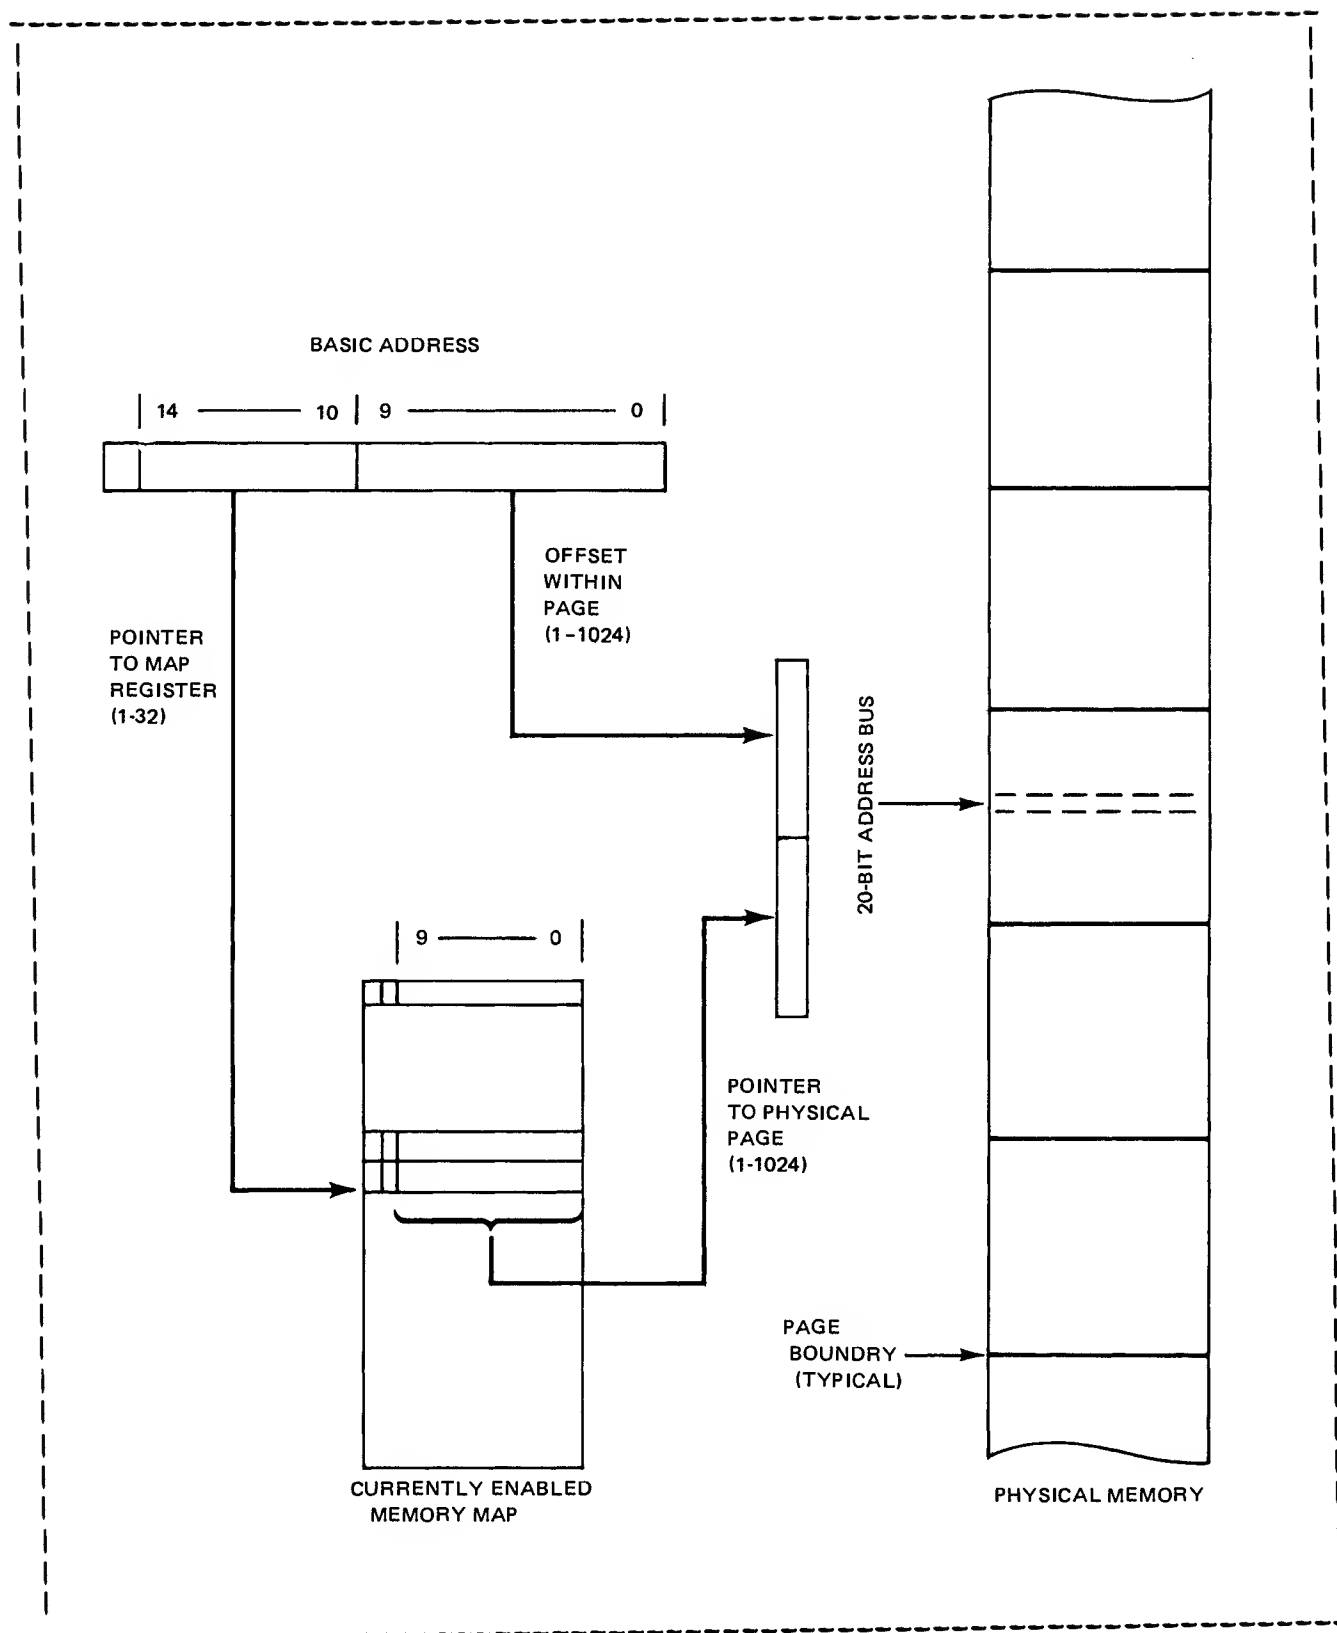 BASIC ADDRESS
14 10 9 0
OFFSET
WITHIN
PAGE
(1-1024)
POINTER
TO MAP
REGISTER
(1-32)
20-BIT ADDRESS BUS
9 0
POINTER
TO PHYSICAL
PAGE
(1-1024)
PAGE
BOUNDRY
(TYPICAL)
CURRENTLY ENABLED
MEMORY MAP
PHYSICAL MEMORY